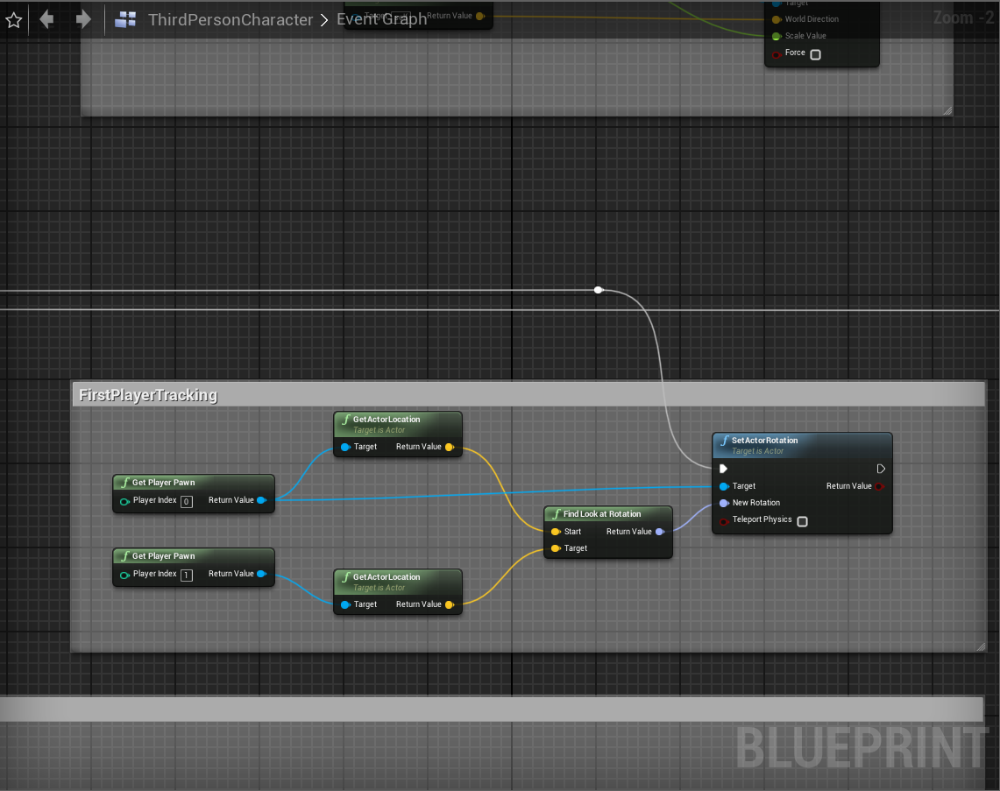 ThirdPersonCharacter > Event Graph
Zoom -2
Target
Return Value
Target
World Direction
Scale Value
Force
FirstPlayerTracking
f GetActorLocation
Target is Actor
Target Return Value
f SetActorRotation
Target is Actor
Target Return Value
New Rotation
Teleport Physics
f Get Player Pawn
Player Index 0 Return Value
f Find Look at Rotation
Start Return Value
Target
f Get Player Pawn
Player Index 1 Return Value
f GetActorLocation
Target is Actor
Target Return Value
BLUEPRINT